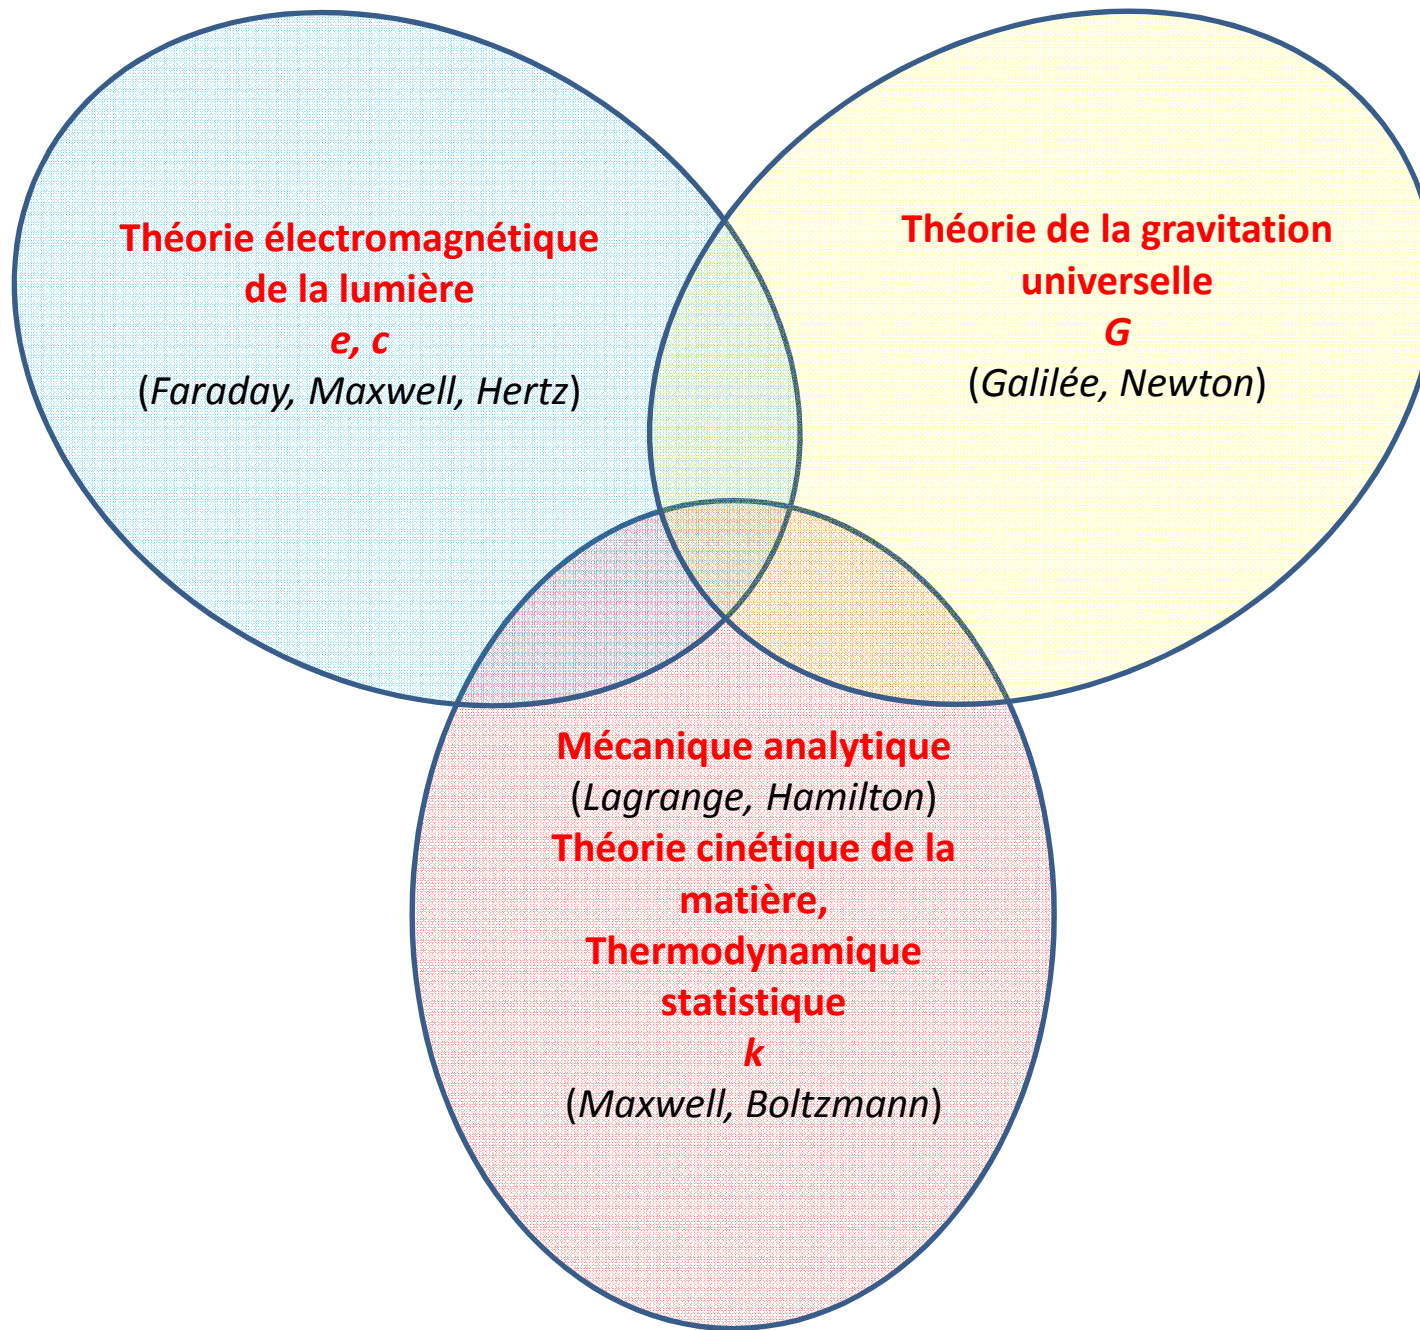 Théorie électromagnétique
de la lumière
e, c
(Faraday, Maxwell, Hertz)
Théorie de la gravitation
universelle
G
(Galilée, Newton)
Mécanique analytique
(Lagrange, Hamilton)
Théorie cinétique de la
matière,
Thermodynamique
statistique
k
(Maxwell, Boltzmann)